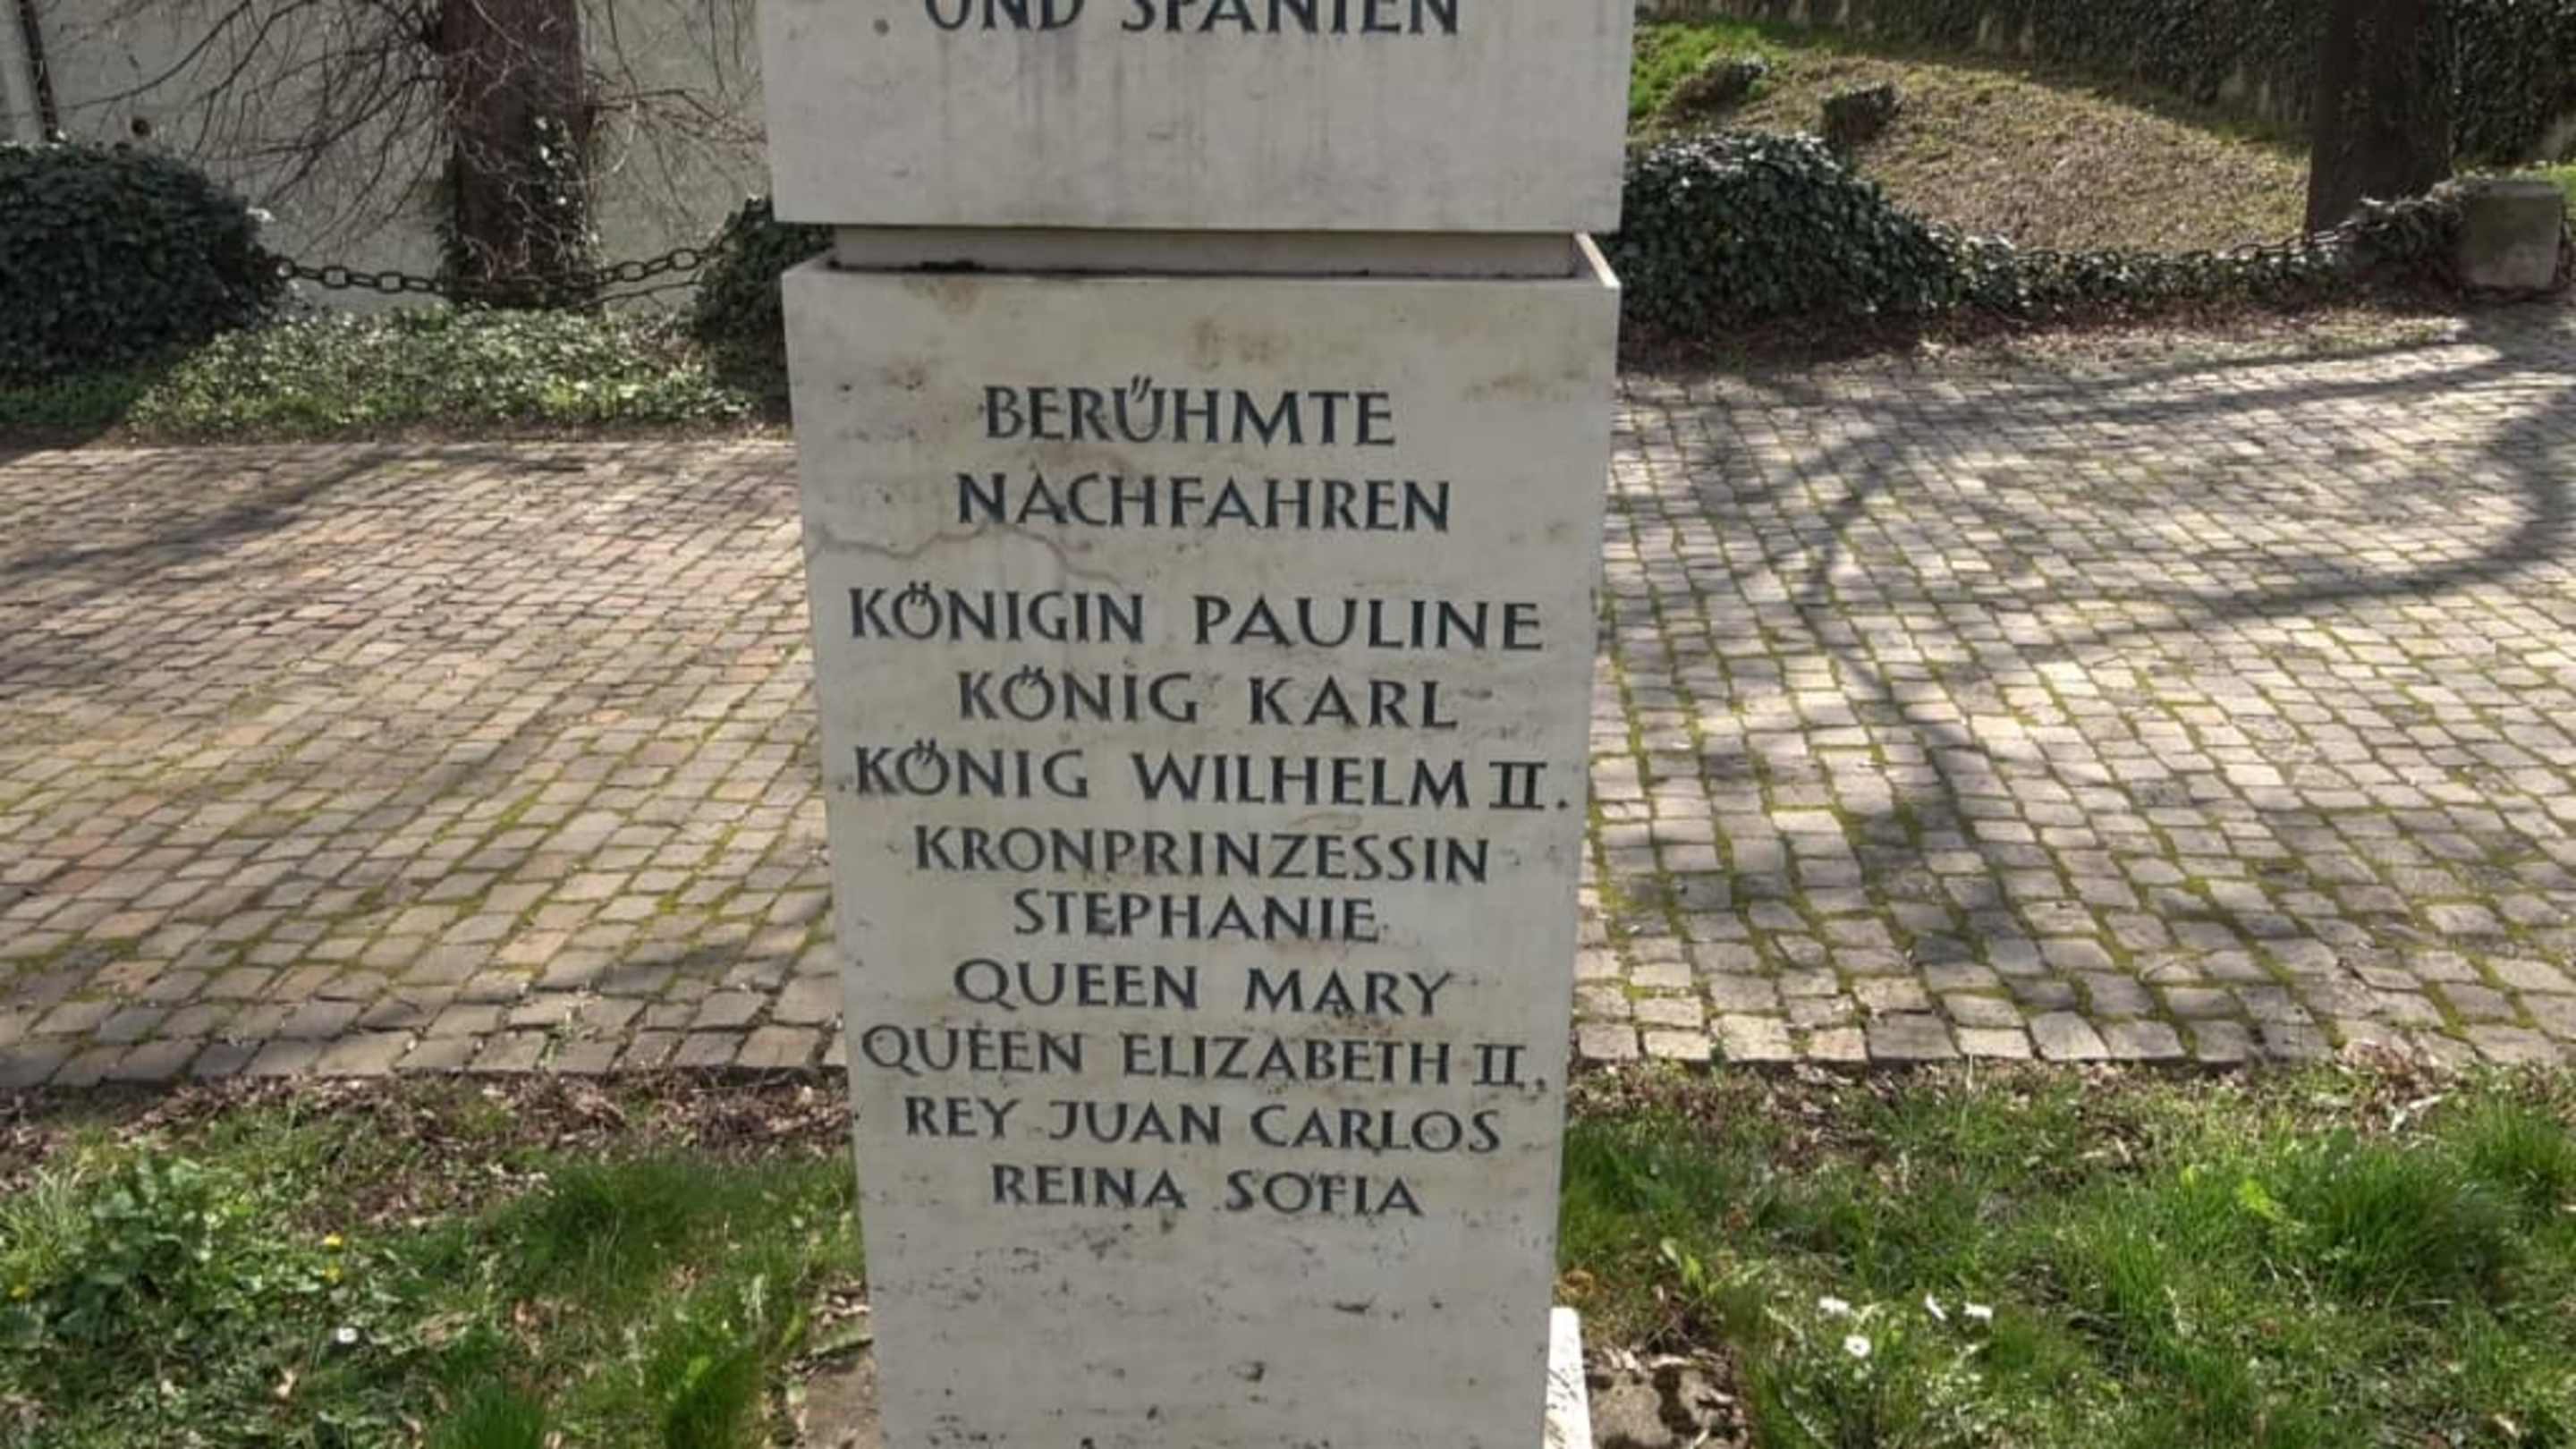 UND SPANIEN
BERÜHMTE
NACHFAHREN
KÖNIGIN PAULINE
KÖNIG KARL
KÖNIG WILHELM II.
KRONPRINZESSIN
STEPHANIE
QUEEN MARY
QUEEN ELIZABETH II.
REY JUAN CARLOS
REINA SOFIA